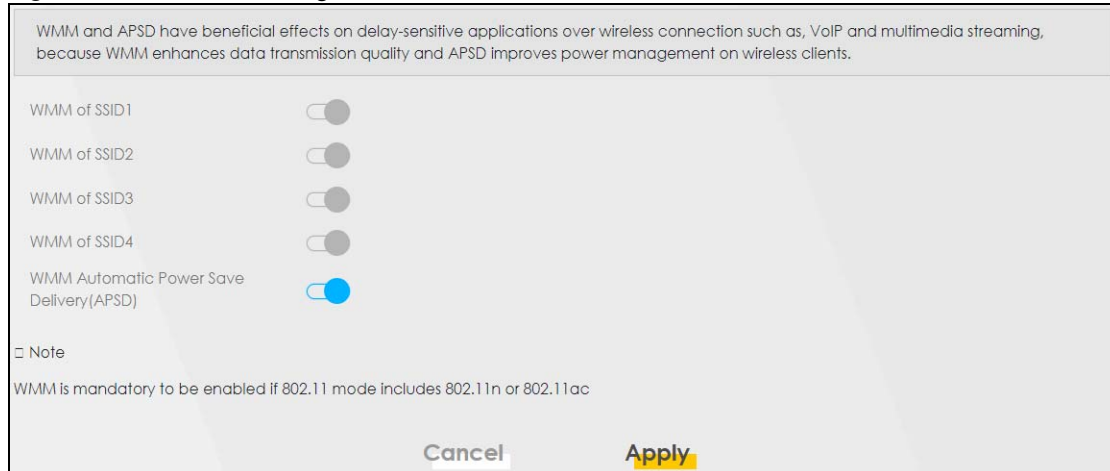 WMM and APSD have beneficial effects on delay-sensitive applications over wireless connection such as, VoIP and multimedia streaming,
because WMM enhances data transmission quality and APSD improves power management on wireless clients.
WMM of SSID1
WMM of SSID2
WMM of SSID3
WMM of SSID4
WMM Automatic Power Save
Delivery(APSD)
□ Note
WMM is mandatory to be enabled if 802.11 mode includes 802.11n or 802.11ac
Cancel Apply